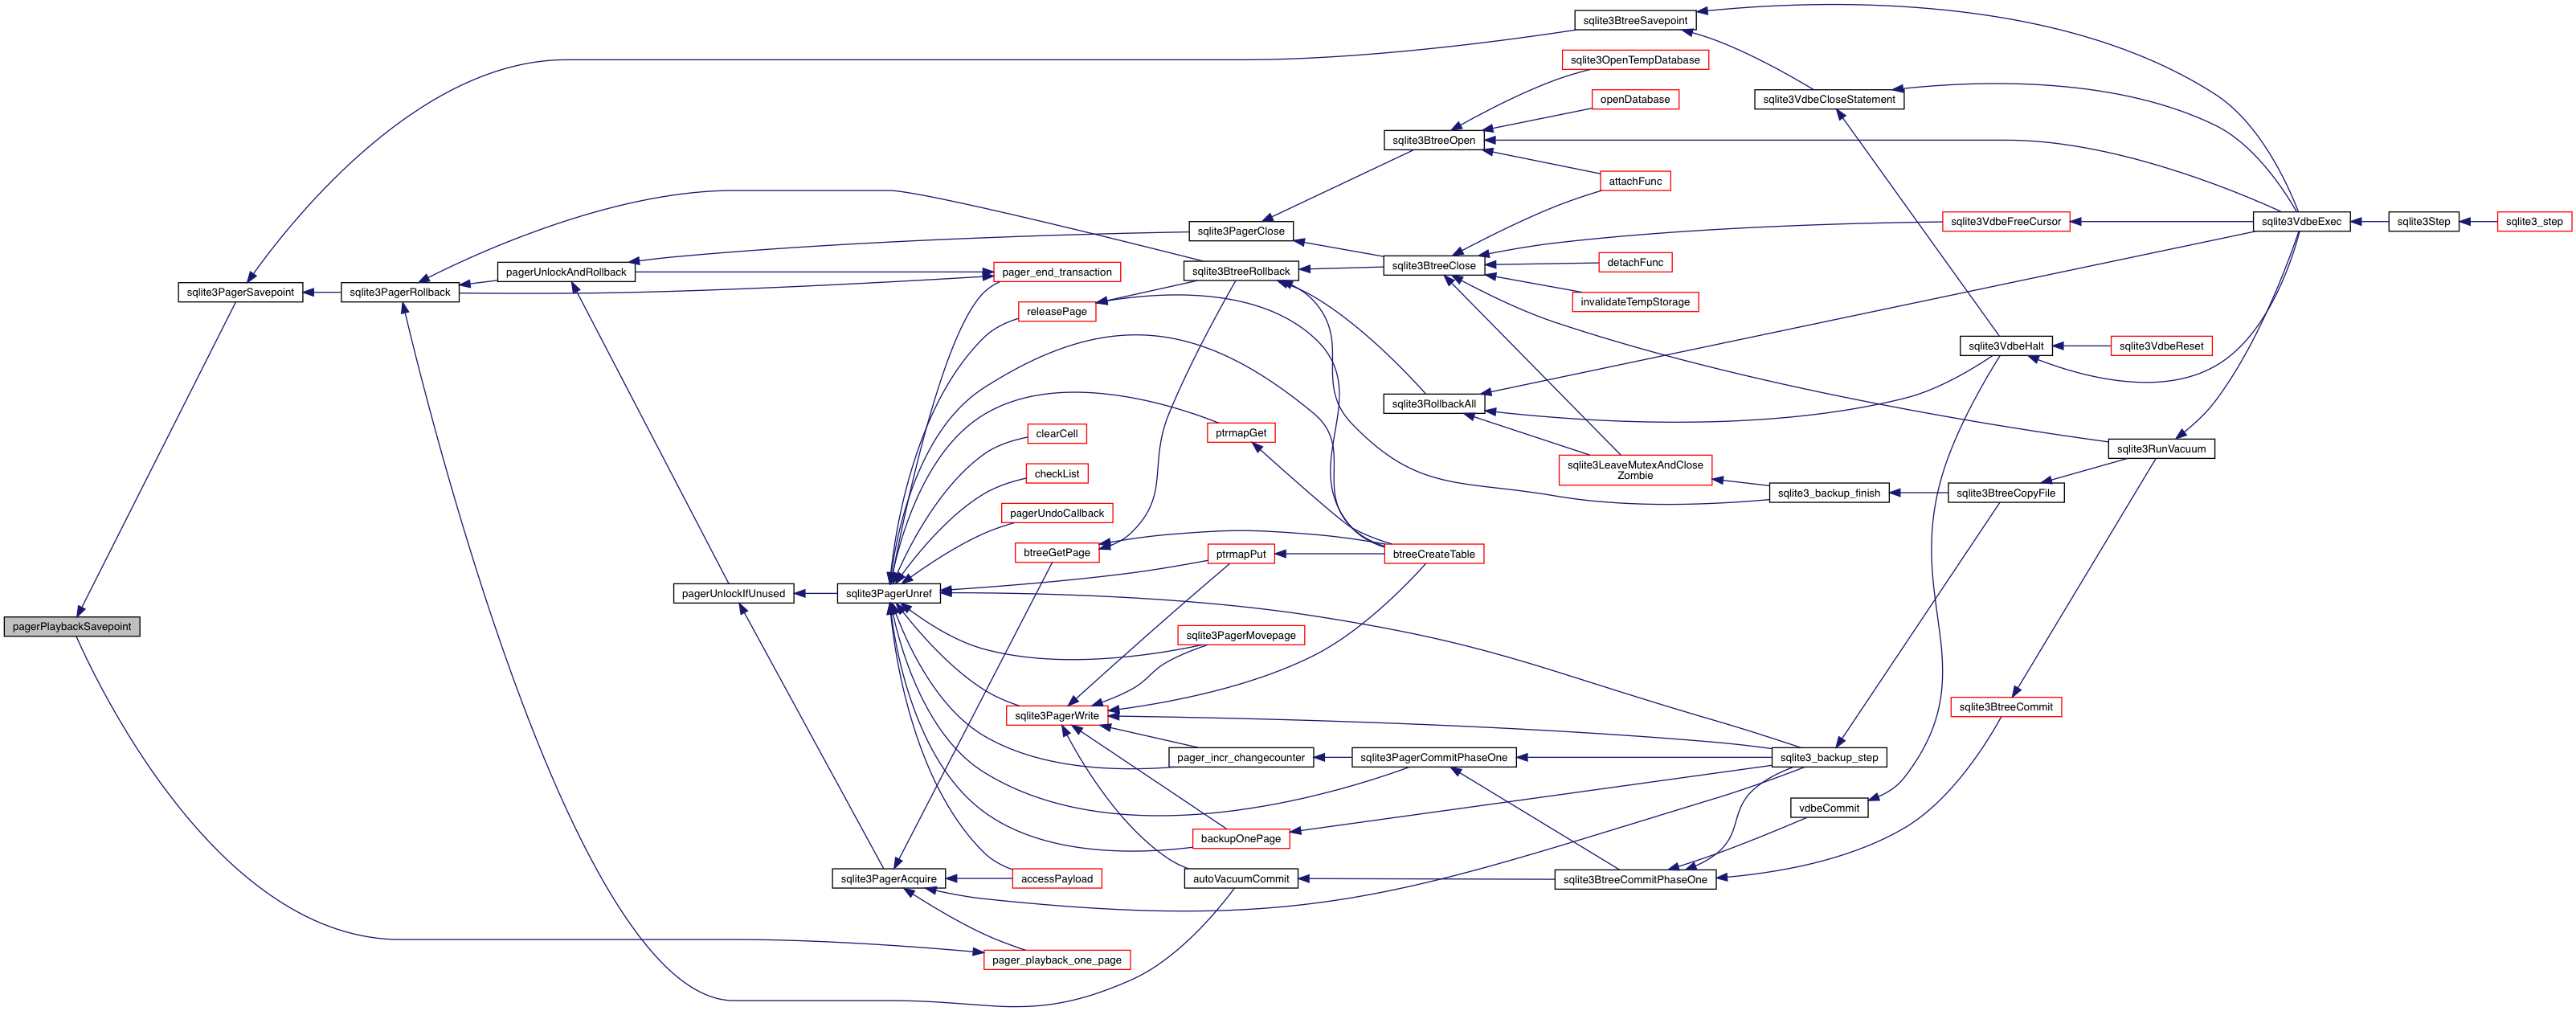 sqlite3BtreeSavepoint
sqlite3OpenTempDatabase
openDatabase
sqlite3VdbeCloseStatement
sqlite3BtreeOpen
attachFunc
sqlite3PagerClose
sqlite3VdbeFreeCursor
sqlite3VdbeExec
sqlite3Step
sqlite3_step
pagerUnlockAndRollback
pager_end_transaction
sqlite3BtreeRollback
sqlite3BtreeClose
detachFunc
sqlite3PagerSavepoint
sqlite3PagerRollback
releasePage
invalidateTempStorage
sqlite3VdbeHalt
sqlite3VdbeReset
sqlite3RollbackAll
clearCell
ptrmapGet
sqlite3RunVacuum
checkList
sqlite3LeaveMutexAndClose
Zombie
sqlite3_backup_finish
sqlite3BtreeCopyFile
pagerUndoCallback
btreeGetPage
ptrmapPut
btreeCreateTable
pagerUnlockIfUnused
sqlite3PagerUnref
pagerPlaybackSavepoint
sqlite3PagerMovepage
sqlite3PagerWrite
sqlite3BtreeCommit
pager_incr_changecounter
sqlite3PagerCommitPhaseOne
sqlite3_backup_step
vdbeCommit
backupOnePage
sqlite3PagerAcquire
accessPayload
autoVacuumCommit
sqlite3BtreeCommitPhaseOne
pager_playback_one_page